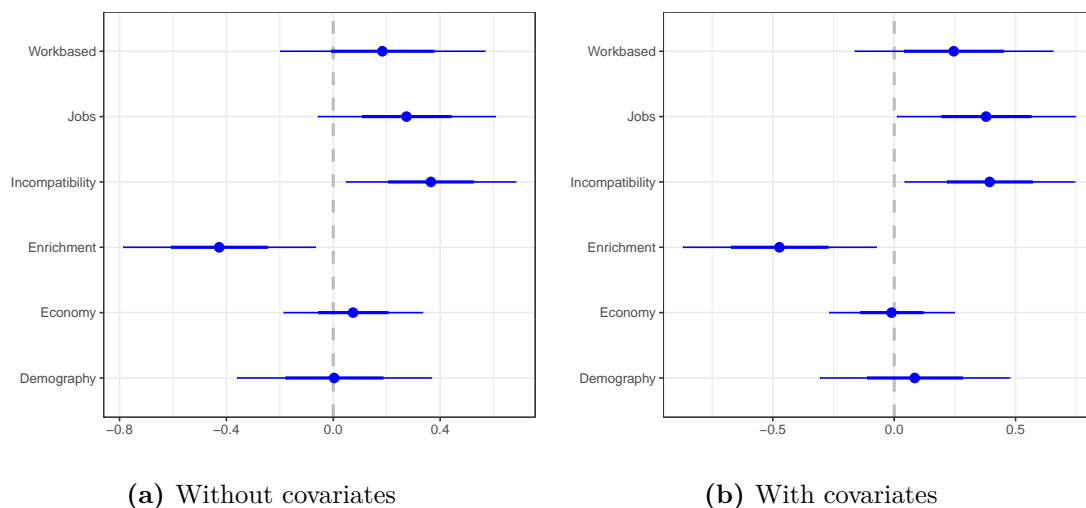 Workbased
Jobs
Incompatibility
Enrichment
Economy
Demography
−0.8 −0.4 0.0 0.4
(a) Without covariates
Workbased
Jobs
Incompatibility
Enrichment
Economy
Demography
−0.5 0.0 0.5
(b) With covariates